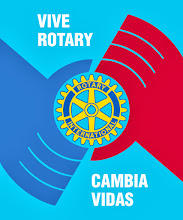 VIVE
ROTARY
ROTARY
INTERNATIONAL
CAMBIA
VIDAS